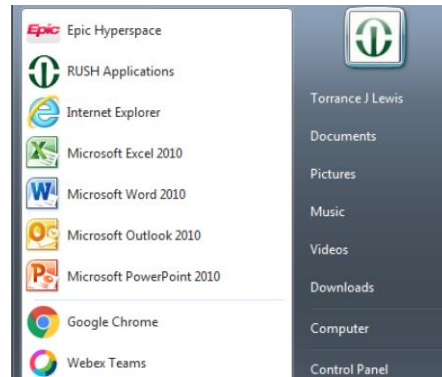 Epic Epic Hyperspace
RUSH Applications
Internet Explorer
Microsoft Excel 2010
Microsoft Word 2010
Microsoft Outlook 2010
Microsoft PowerPoint 2010
Google Chrome
Webex Teams
Torrance J Lewis
Documents
Pictures
Music
Videos
Downloads
Computer
Control Panel